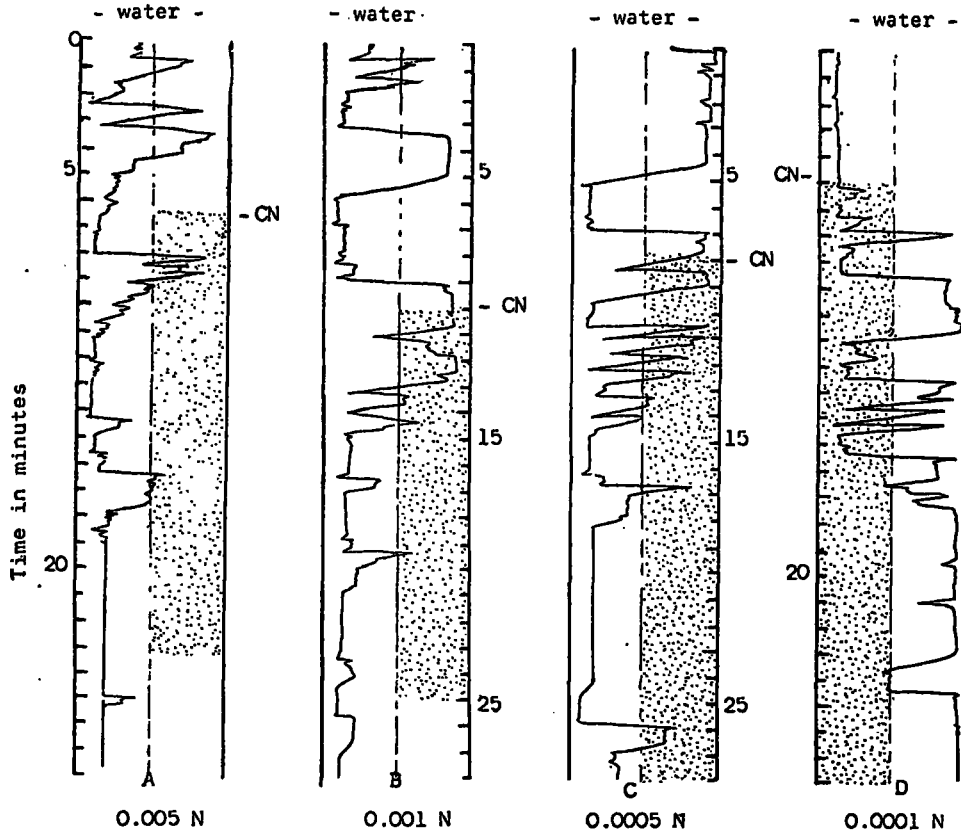 - water -
- water -
- water -
- water -
0
5
20
Time in minutes
- CN
A
0.005 N
5
15
25
- CN
B
0.001 N
5
15
25
- CN
C
0.0005 N
CN-
20
D
0.0001 N